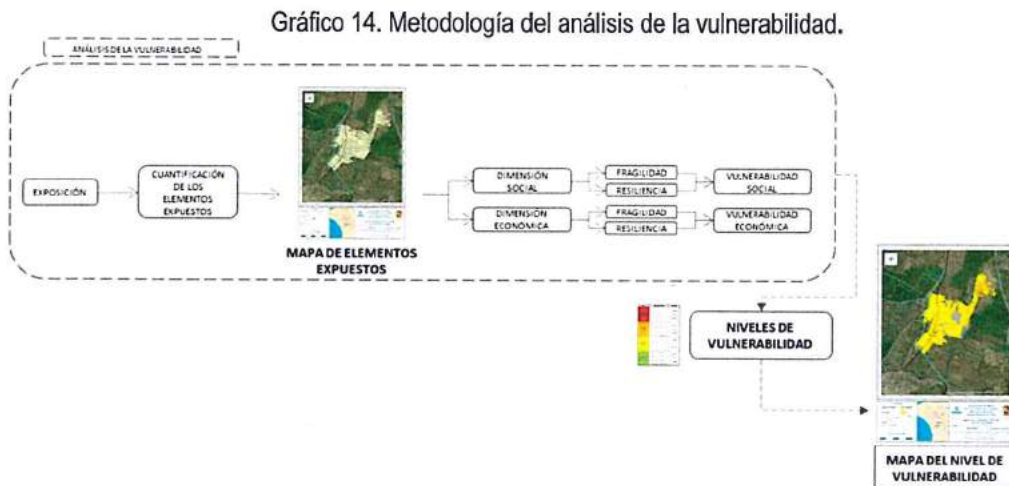 Gráfico 14. Metodología del análisis de la vulnerabilidad.
ANÁLISIS DE LA VULNERABILIDAD
EXPOSICIÓN
CUANTIFICACIÓN
DE LOS
ELEMENTOS
EXPUESTOS
MAPA DE ELEMENTOS
EXPUESTOS
DIMENSIÓN
SOCIAL
FRAGILIDAD
RESILIENCIA
VULNERABILIDAD
SOCIAL
DIMENSIÓN
ECONÓMICA
FRAGILIDAD
RESILIENCIA
VULNERABILIDAD
ECONÓMICA
NIVELES DE
VULNERABILIDAD
MAPA DEL NIVEL DE
VULNERABILIDAD